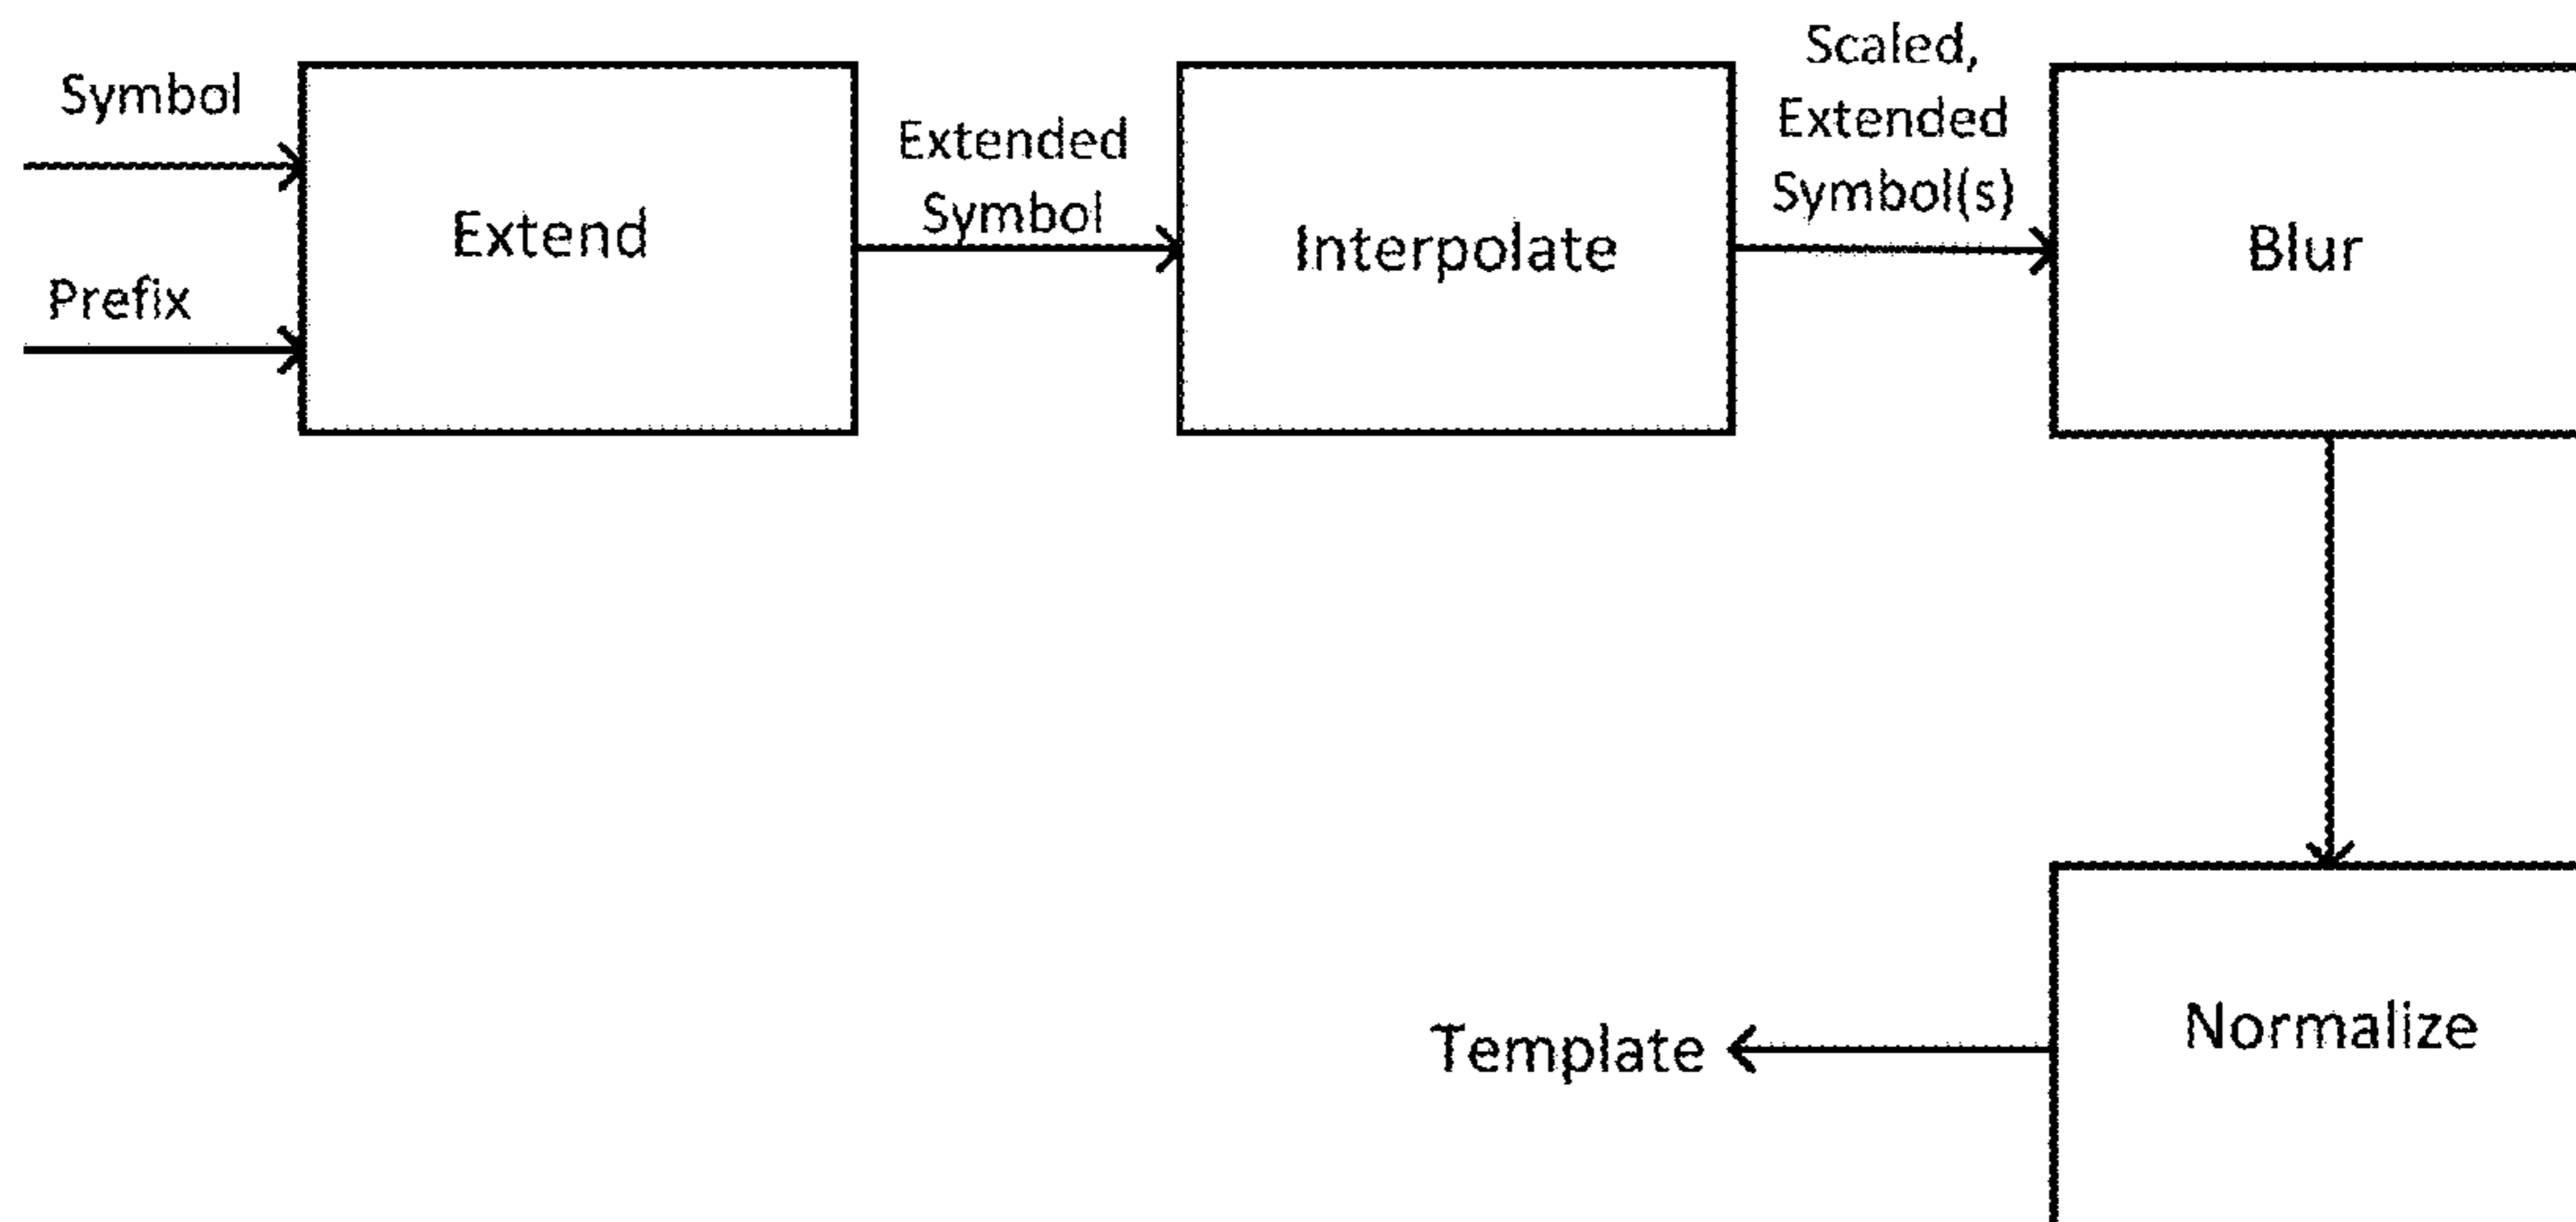 Symbol
Prefix
Extend
Extended
Symbol
Interpolate
Scaled,
Extended
Symbol(s)
Blur
Normalize
Template